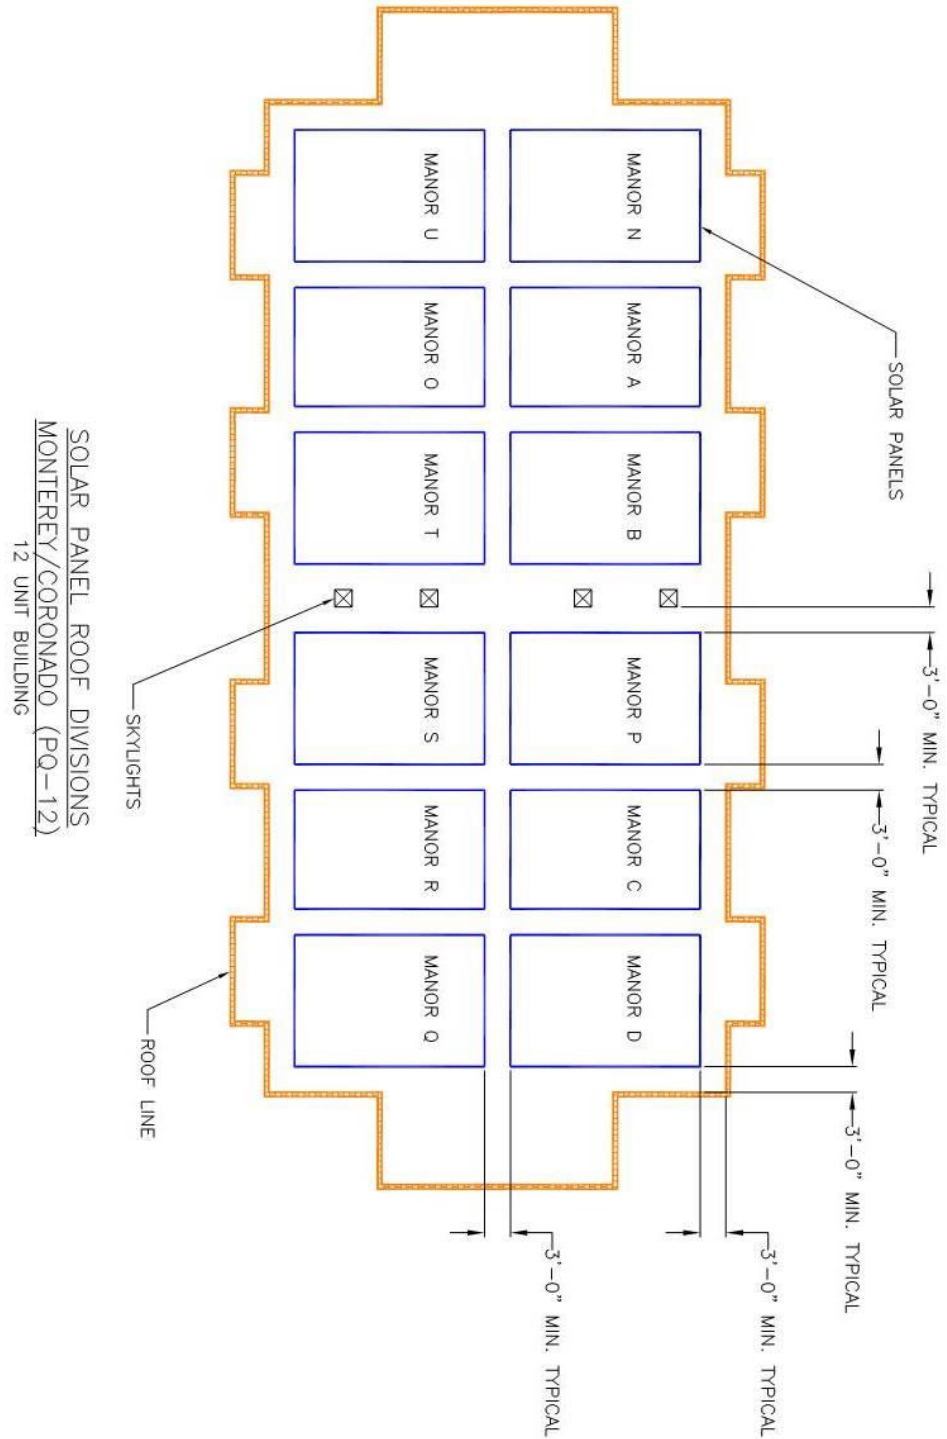 SOLAR PANELS
3'-0" MIN. TYPICAL
3'-0" MIN. TYPICAL
3'-0" MIN. TYPICAL
3'-0" MIN. TYPICAL
3'-0" MIN. TYPICAL
MANOR N
MANOR A
MANOR B
MANOR P
MANOR C
MANOR D
MANOR U
MANOR O
MANOR T
MANOR S
MANOR R
MANOR Q
SKYLIGHTS
ROOF LINE
SOLAR PANEL ROOF DIVISIONS
MONTEREY/CORONADO (PQ-12)
12 UNIT BUILDING